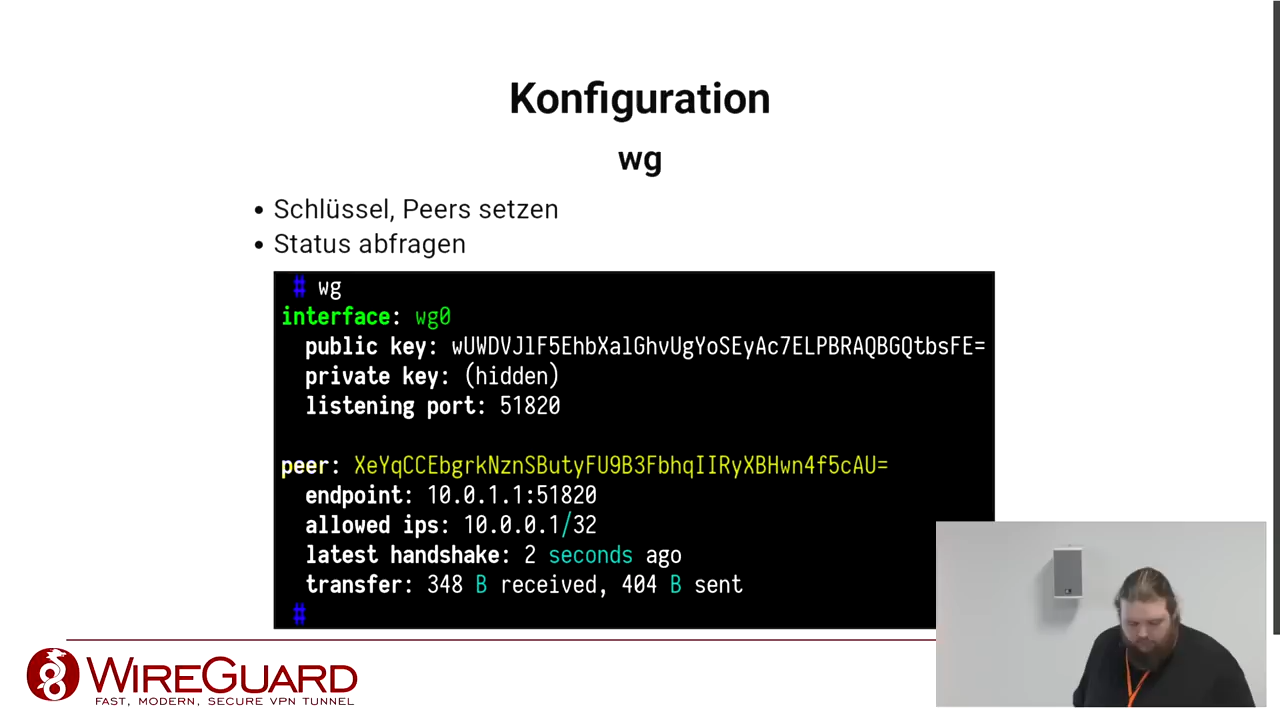 Konfiguration
wg
• Schlüssel, Peers setzen
• Status abfragen
# wg
interface: wg0
public key: wUWDVJlF5EhbXalGhvUgYoSEyAc7ELPBRAQBGQtbsFE=
private key: (hidden)
listening port: 51820
peer: XeYqCCEbgrkNznSButyFU9B3FbhqIIRyXBHwn4f5cAU=
endpoint: 10.0.1.1:51820
allowed ips: 10.0.0.1/32
latest handshake: 2 seconds ago
transfer: 348 B received, 404 B sent
#
WIREGUARD
FAST, MODERN, SECURE VPN TUNNEL